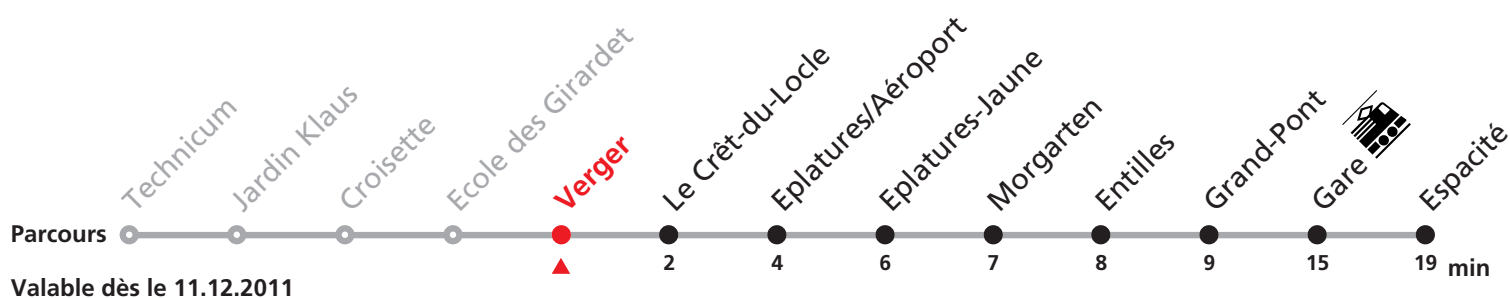 Technicum
Jardin Klaus
Croisette
Ecole des Girardet
Verger
Le Crêt-du-Locle
Eplatures/Aéroport
Eplatures-Jaune
Morgarten
Entilles
Grand-Pont
Gare
Espacité
Parcours
2 4 6 7 8 9 15 19 min
Valable dès le 11.12.2011